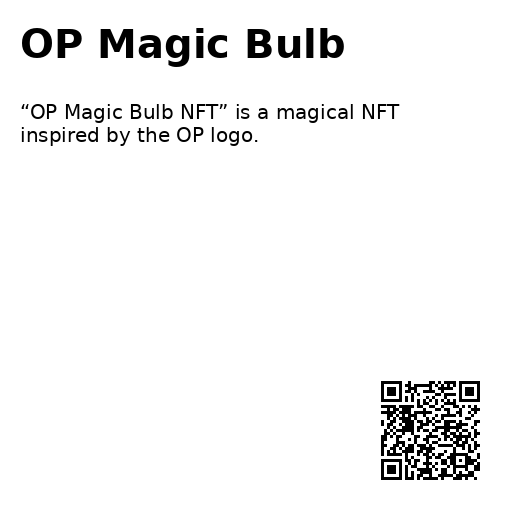 OP Magic Bulb
“OP Magic Bulb NFT” is a magical NFT
inspired by the OP logo.